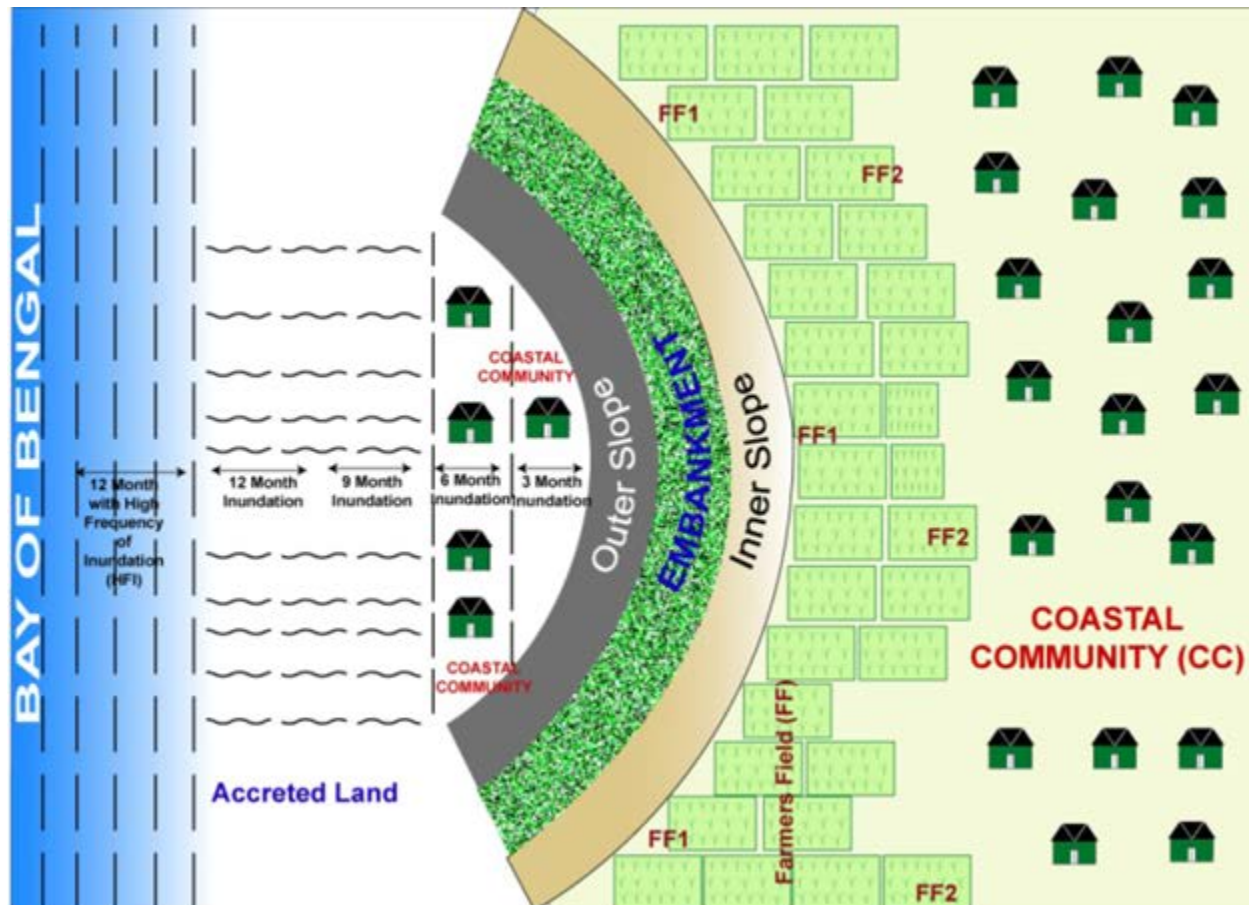 BAY OF BENGAL
12 Month
with High
Frequency
of
Inundation
(HFI)
12 Month
Inundation
9 Month
Inundation
6 Month
Inundation
3 Month
Inundation
COASTAL
COMMUNITY
COASTAL
COMMUNITY
Accreted Land
Outer Slope
EMBANKMENT
Inner Slope
FF1
FF2
FF1
FF2
Farmers Field (FF)
FF1
FF2
COASTAL
COMMUNITY (CC)